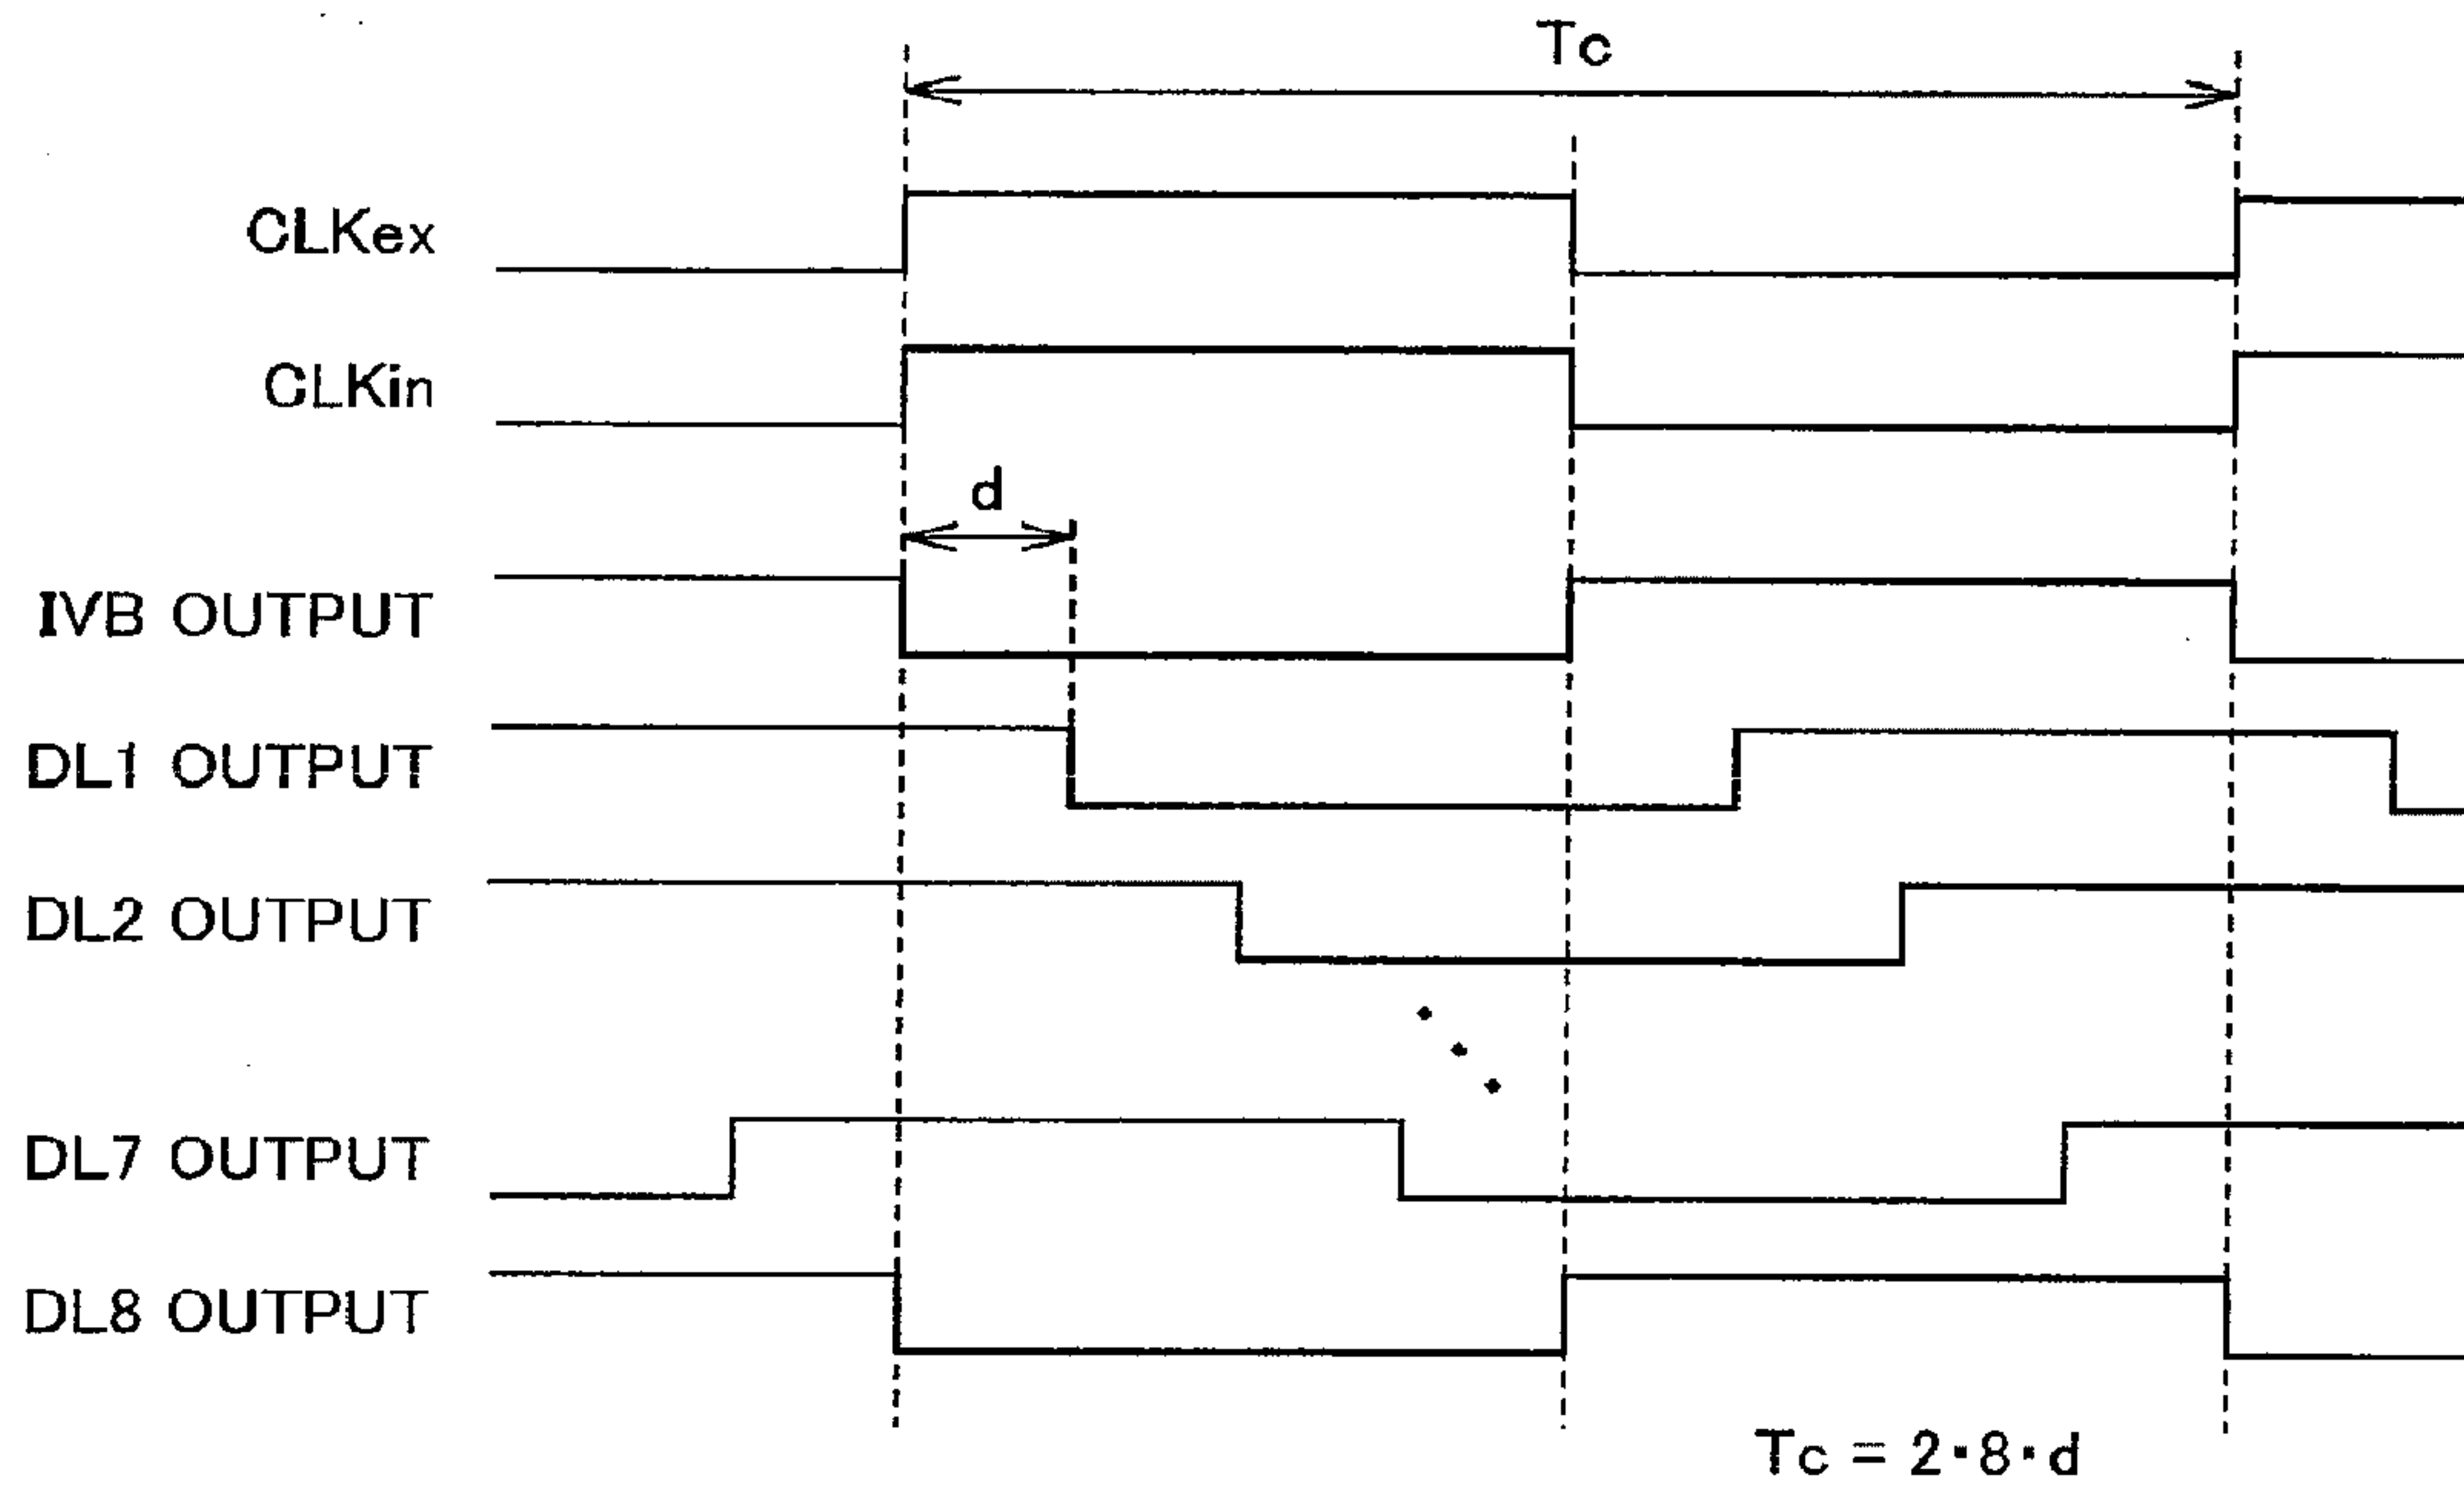 Tc
CLKex
CLKin
d
IVB OUTPUT
DL1 OUTPUT
DL2 OUTPUT
DL7 OUTPUT
DL8 OUTPUT
Tc = 2·8·d